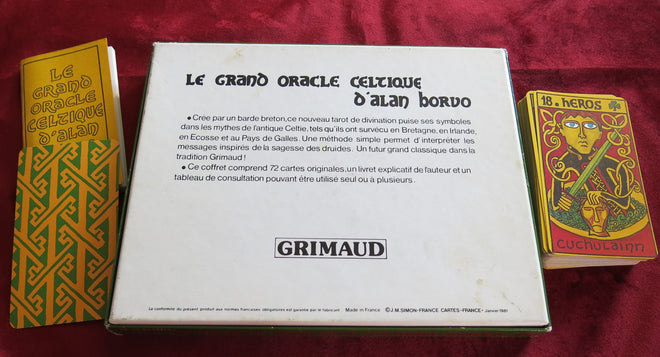 LE
GRAND
ORACLE
CELTIQUE
D'ALAN
LE GRAND ORACLE CELTIQUE
D'ALAN BORVO
●Crée par un barde breton,ce nouveau tarot de divination puise ses symboles
dans les mythes de l'antique Celtie, tels qu'ils ont survécu en Bretagne, en Irlande,
en Ecosse et au Pays de Galles. Une méthode simple permet d'interpréter les
messages inspirés de la sagesse des druides. Un futur grand classique dans la
tradition Grimaud!
●Ce coffret comprend 72 cartes originales,un livret explicatif de l'auteur et un
tableau de consultation pouvant être utilisé seul ou à plusieurs.
GRIMAUD
La conformité du présent produit aux normes françaises obligatoires est garantie par le fabricant Made in France ©J.M.SIMON-FRANCE CARTES-FRANCE- Janvier 1981
18. HEROS
CUCHULAINN